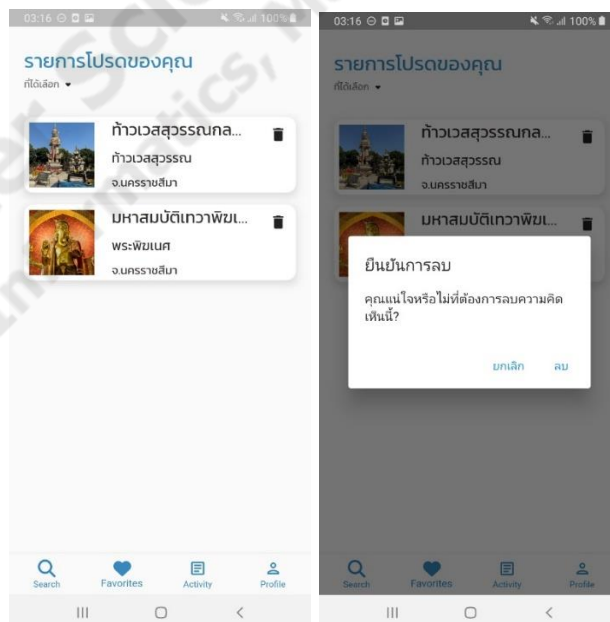 03:16 100%
รายการโปรดของคุณ
ที่ได้เลือก
ท้าวเวสสุวรรณกล...
ท้าวเวสสุวรรณ
จ.นครราชสีมา
มหาสมบัติเทวาพิฆเ...
พระพิฆเนศ
จ.นครราชสีมา
Search Favorites Activity Profile
03:16 100%
รายการโปรดของคุณ
ที่ได้เลือก
ท้าวเวสสุวรรณกล...
ท้าวเวสสุวรรณ
จ.นครราชสีมา
มหาสมบัติเทวาพิฆเ...
ยืนยันการลบ
คุณแน่ใจหรือไม่ที่ต้องการลบความคิด
เห็นนี้?
ยกเลิก ลบ
Search Favorites Activity Profile